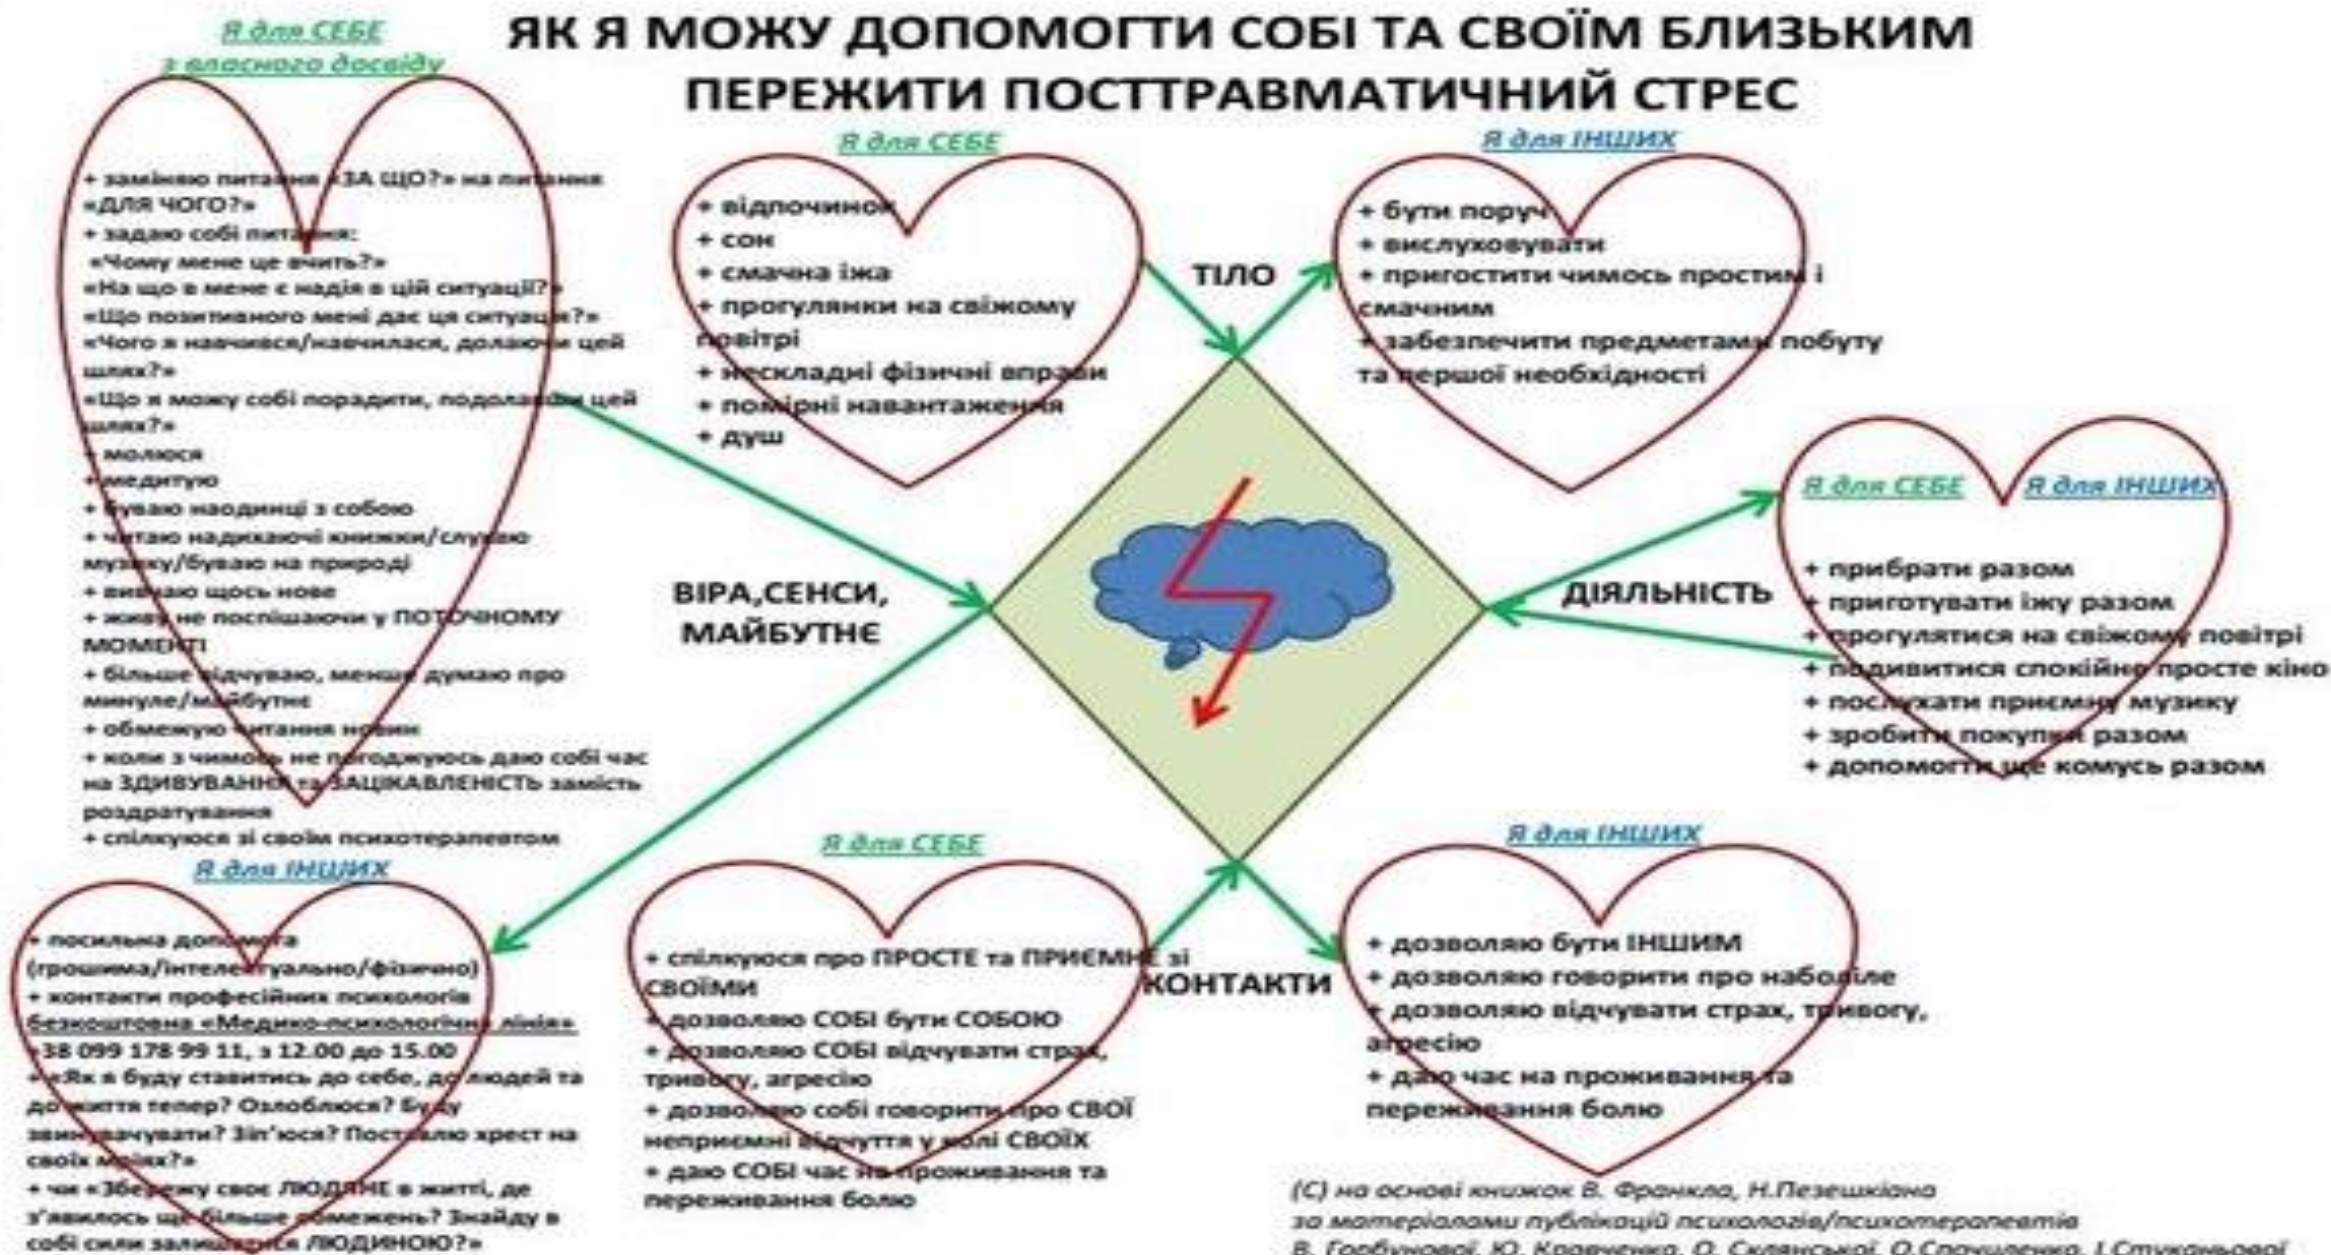 ЯК Я МОЖУ ДОПОМОГТИ СОБІ ТА СВОЇМ БЛИЗЬКИМ
ПЕРЕЖИТИ ПОСТТРАВМАТИЧНИЙ СТРЕС
Я для СЕБЕ
з власного досвіду
+ заміняю питання «ЗА ЩО?» на питання
«ДЛЯ ЧОГО?»
+ задаю собі питання:
«Чому мене це вчить?»
«На що в мене є надія в цій ситуації?»
«Що позитивного мені дає ця ситуація?»
«Чого я навчився/навчилася, долаючи цей
шлях?»
«Що я можу собі порадити, подолавши цей
шлях?»
+ молюся
+ медитую
+ буваю наодинці з собою
+ читаю надихаючі книжки/слухаю
музику/буваю на природі
+ вивчаю щось нове
+ живу не поспішаючи у ПОТОЧНОМУ
МОМЕНТІ
+ більше відчуваю, менше думаю про
минуле/майбутнє
+ обмежую читання новин
+ коли з чимось не погоджуюсь даю собі час
на ЗДИВУВАННЯ та ЗАЦІКАВЛЕНІСТЬ замість
роздратування
+ спілкуюся зі своїм психотерапевтом
Я для СЕБЕ
+ відпочинок
+ сон
+ смачна їжа
+ прогулянки на свіжому
повітрі
+ нескладні фізичні вправи
+ помірні навантаження
+ душ
ТІЛО
Я для ІНШИХ
+ бути поруч
+ вислуховувати
+ пригостити чимось простим і
смачним
+ забезпечити предметами побуту
та першої необхідності
ВІРА,СЕНСИ,
МАЙБУТНЄ
ДІЯЛЬНІСТЬ
Я для СЕБЕ Я для ІНШИХ
+ прибрати разом
+ приготувати їжу разом
+ прогулятися на свіжому повітрі
+ подивитися спокійне просте кіно
+ послухати приємну музику
+ зробити покупки разом
+ допомогти ще комусь разом
Я для ІНШИХ
+ посильна допомога
(грошима/інтелектуально/фізично)
+ контакти професійних психологів
безкоштовна «Медико-психологічна лінія»
+38 099 178 99 11, з 12.00 до 15.00
+ «Як я буду ставитись до себе, до людей та
до життя тепер? Озлоблюся? Буду
звинувачувати? Зіп'юся? Поставлю хрест на
своїх мріях?»
+ чи «Збережу своє ЛЮДЯНЕ в житті, де
з'явилось ще більше обмежень? Знайду в
собі сили залишатися ЛЮДИНОЮ?»
Я для СЕБЕ
+ спілкуюся про ПРОСТЕ та ПРИЄМНЕ зі
СВОЇМИ
+ дозволяю СОБІ бути СОБОЮ
+ дозволяю СОБІ відчувати страх,
тривогу, агресію
+ дозволяю собі говорити про СВОЇ
неприємні відчуття у колі СВОЇХ
+ даю СОБІ час на проживання та
переживання болю
КОНТАКТИ
Я для ІНШИХ
+ дозволяю бути ІНШИМ
+ дозволяю говорити про наболіле
+ дозволяю відчувати страх, тривогу,
агресію
+ даю час на проживання та
переживання болю
(С) на основі книжок В. Франкла, Н.Пезешкіана
за матеріалами публікацій психологів/психотерапевтів
В. Горбунової, Ю. Кравченко, О. Склянської,